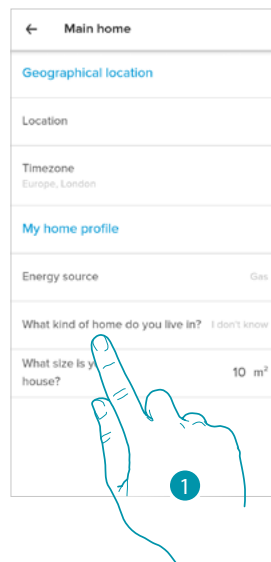 ← Main home
Geographical location
Location
Timezone
Europe, London
My home profile
Energy source Gas
What kind of home do you live in? I don't know
What size is y
house? 10 m²
1